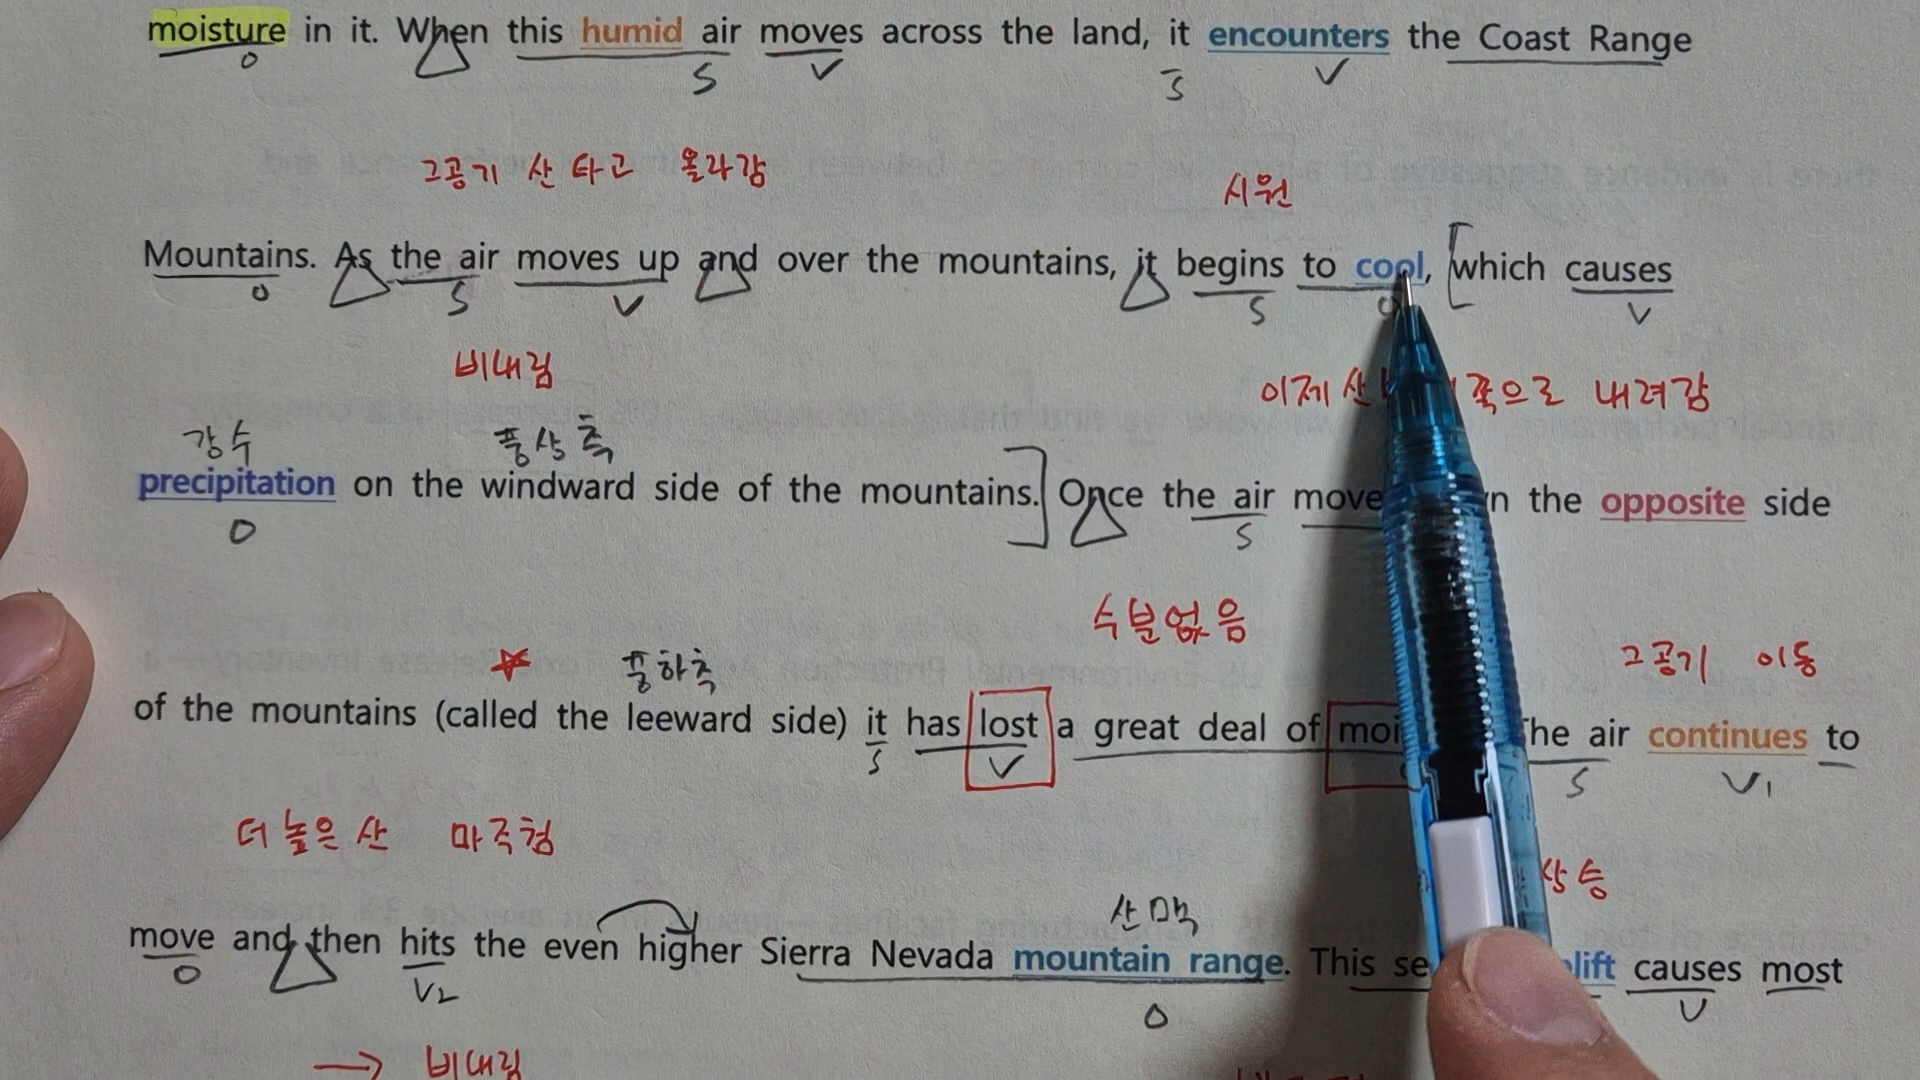 moisture in it. When this humid air moves across the land, it encounters the Coast Range
O S V S V
그공기 산 타고 올라감 시원
Mountains. As the air moves up and over the mountains, it begins to cool, which causes
O S V S O V
비내림 이제 산 쪽으로 내려감
강수 풍상측
precipitation on the windward side of the mountains. Once the air move the opposite side
O S
수분없음 그공기 이동
풍하측
of the mountains (called the leeward side) it has lost a great deal of The air continues to
S V S V1
더 높은 산 마주침 상승
산맥
move and then hits the even higher Sierra Nevada mountain range. This causes most
O V2 O V
→ 비내림